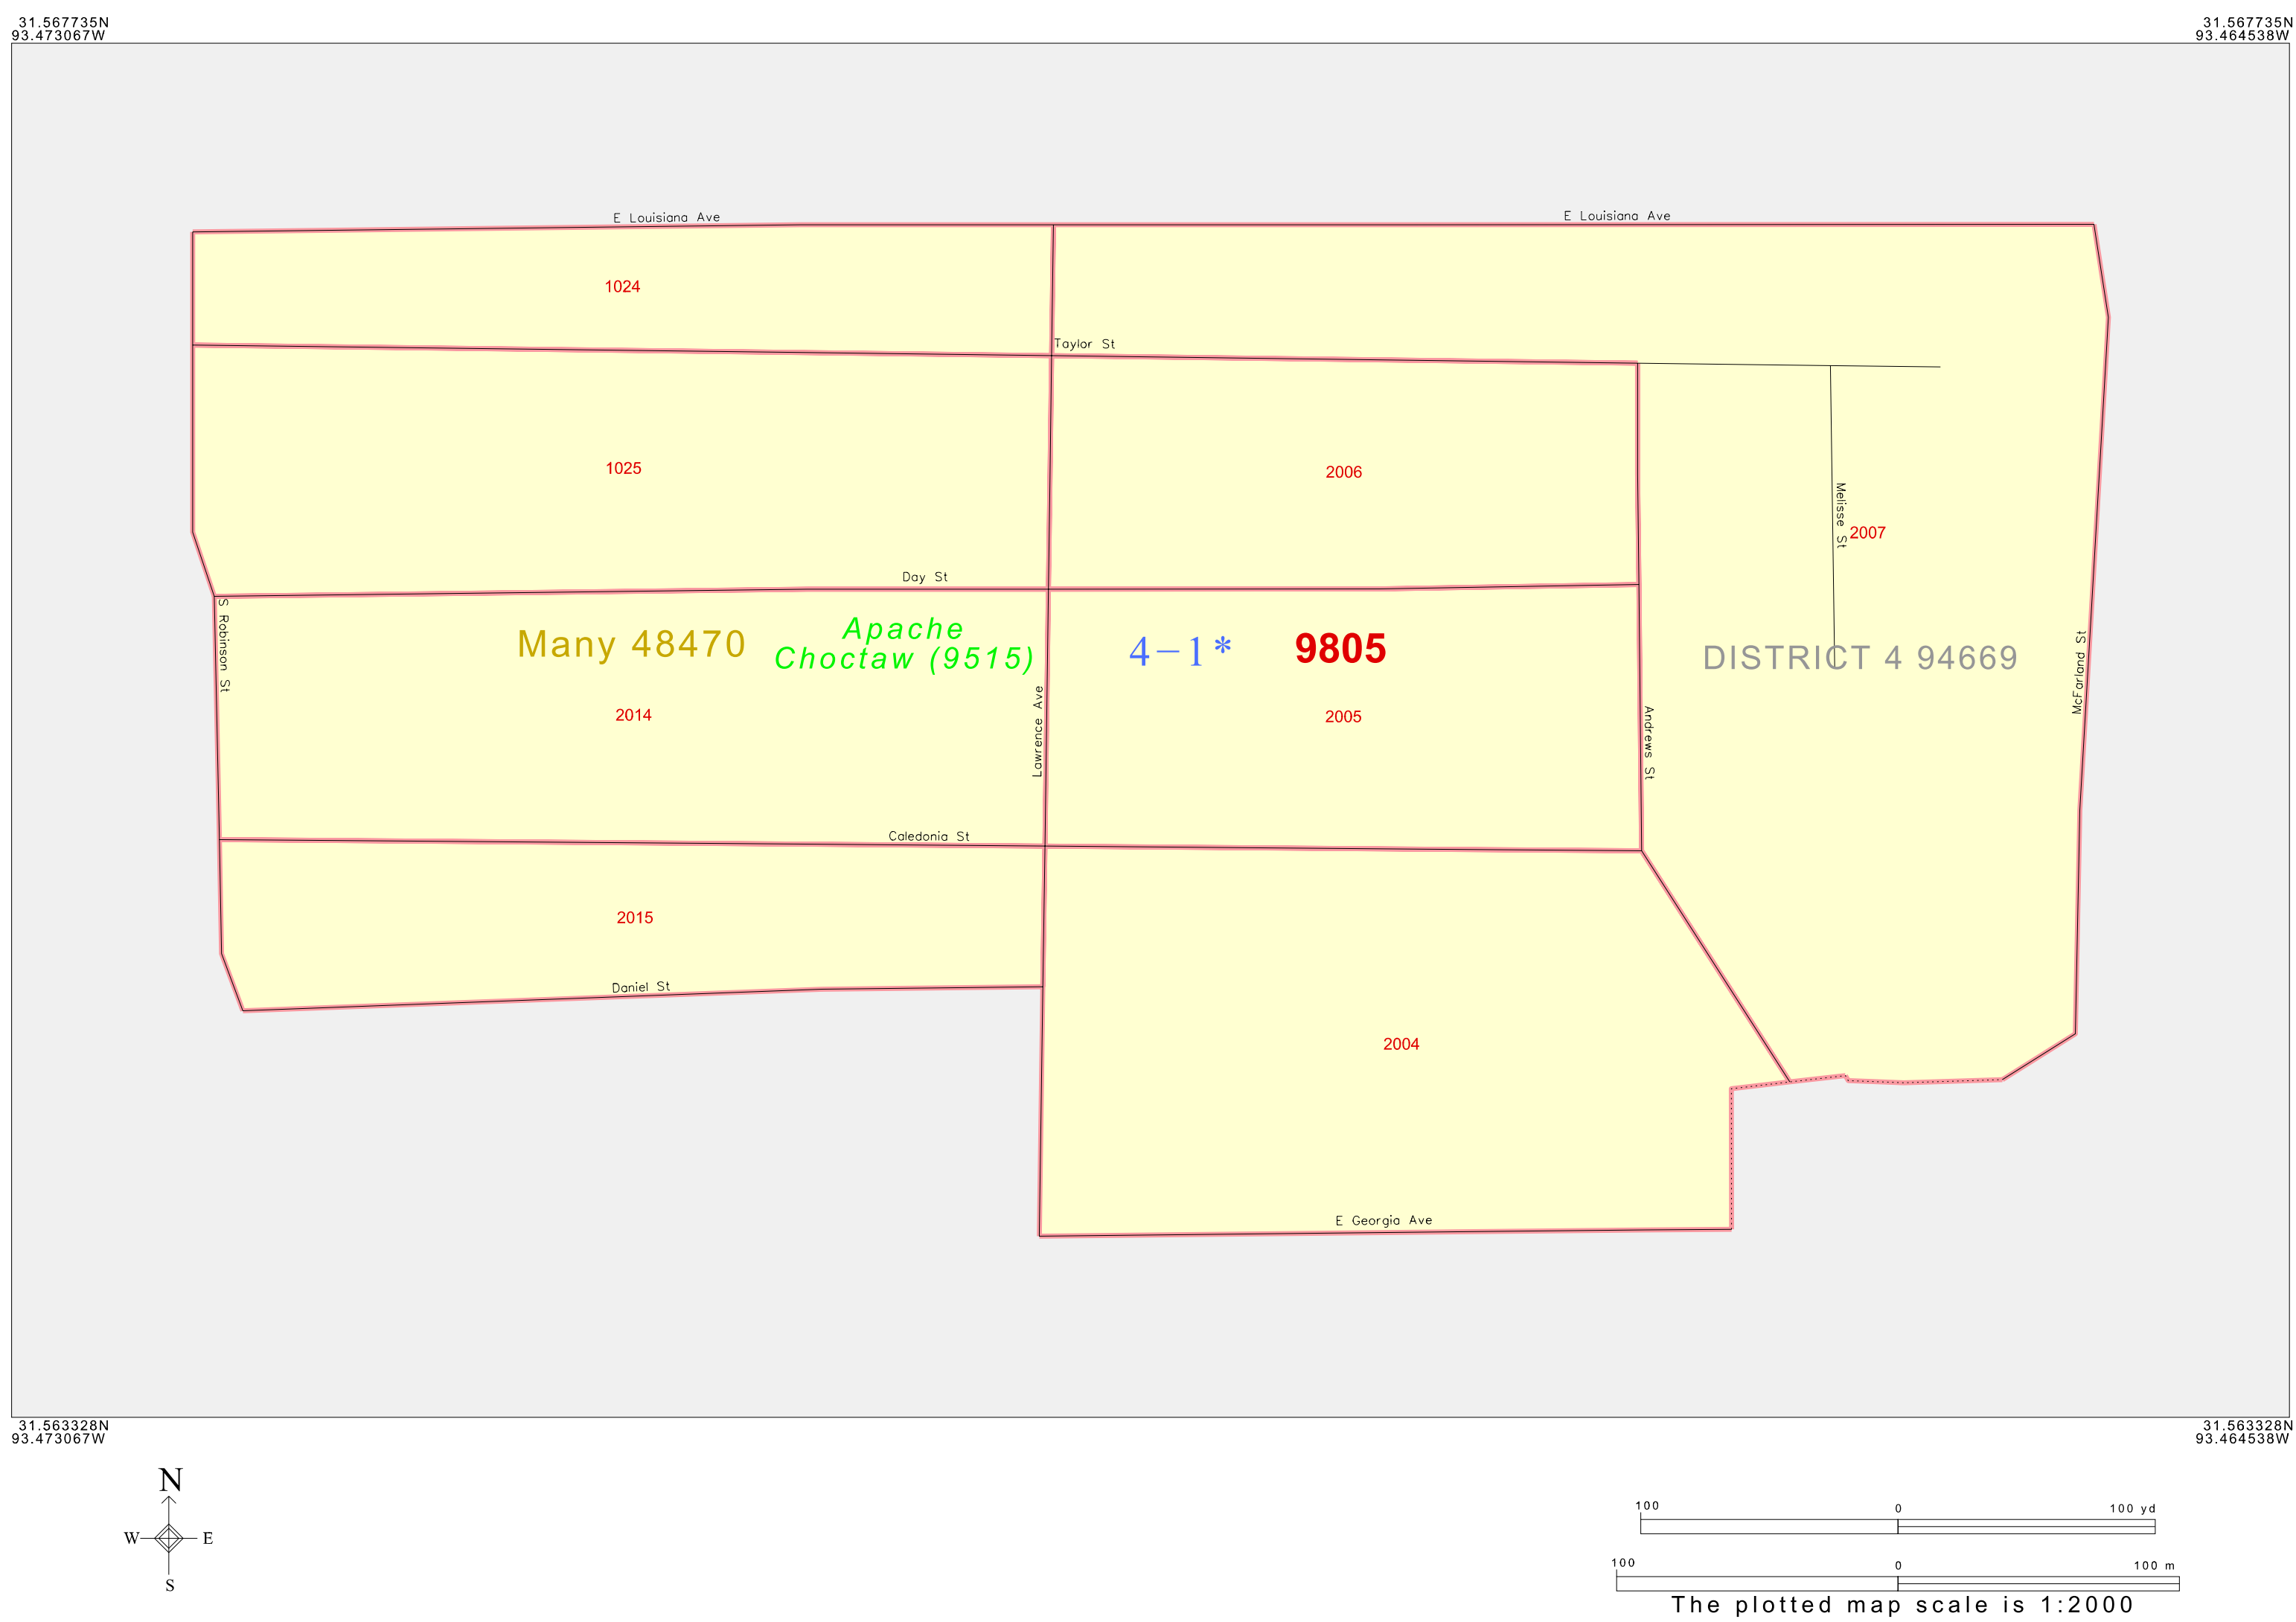 31.567735N
93.473067W
31.567735N
93.464538W
E Louisiana Ave
E Louisiana Ave
1024
Taylor St
1025
2006
Melisse St
2007
Day St
S Robinson St
Many 48470
Apache
Choctaw (9515)
4-1*
9805
DISTRICT 4 94669
McFarland St
2014
Lawrence Ave
2005
Andrews St
Caledonia St
2015
Daniel St
2004
E Georgia Ave
31.563328N
93.473067W
31.563328N
93.464538W
N
W
E
S
100 0 100 yd
100 0 100 m
The plotted map scale is 1:2000